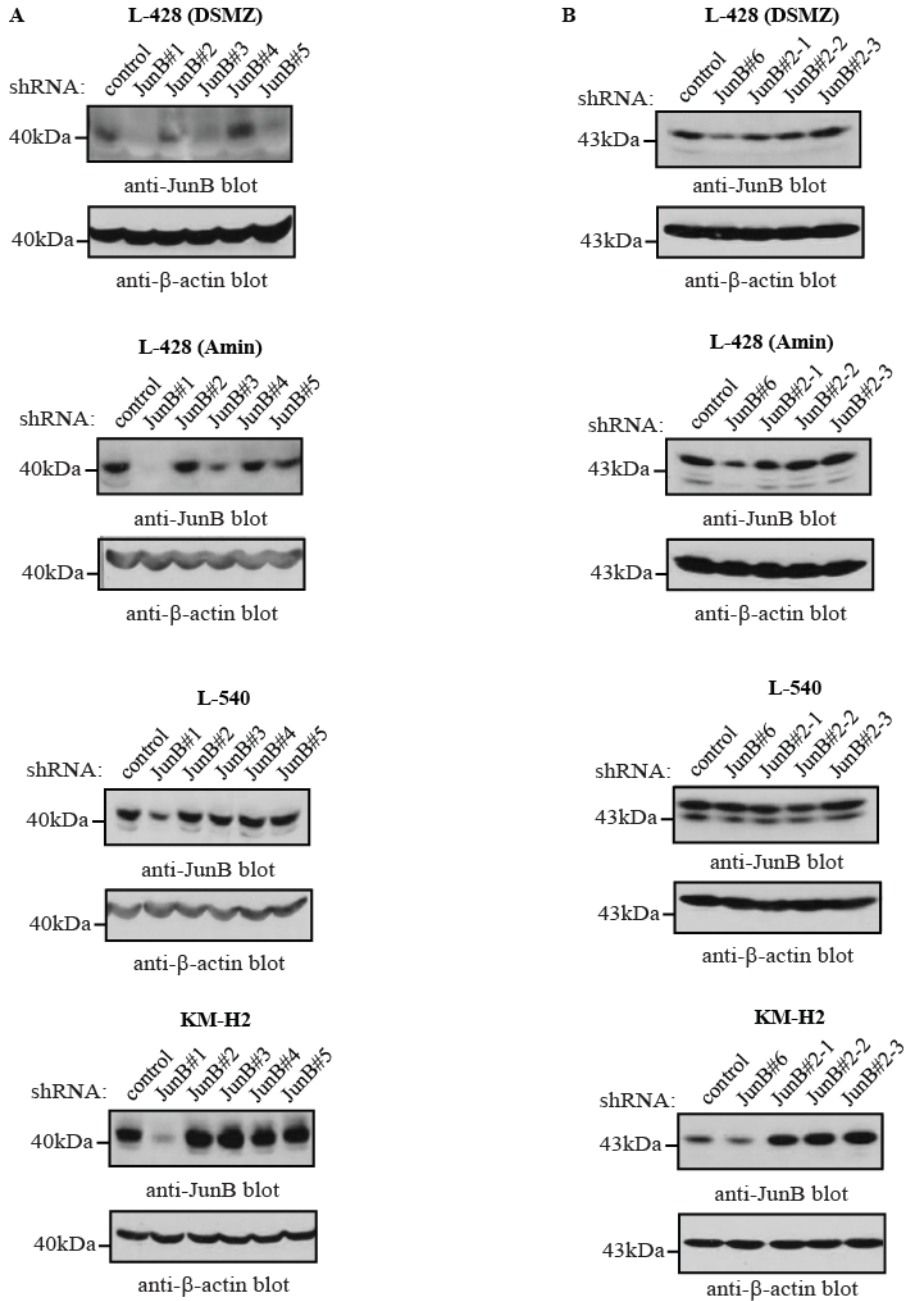 A
L-428 (DSMZ)
shRNA:
control
JunB#1
JunB#2
JunB#3
JunB#4
JunB#5
40kDa
anti-JunB blot
40kDa
anti-β-actin blot
L-428 (Amin)
shRNA:
control
JunB#1
JunB#2
JunB#3
JunB#4
JunB#5
40kDa
anti-JunB blot
40kDa
anti-β-actin blot
L-540
shRNA:
control
JunB#1
JunB#2
JunB#3
JunB#4
JunB#5
40kDa
anti-JunB blot
40kDa
anti-β-actin blot
KM-H2
shRNA:
control
JunB#1
JunB#2
JunB#3
JunB#4
JunB#5
40kDa
anti-JunB blot
40kDa
anti-β-actin blot
B
L-428 (DSMZ)
shRNA:
control
JunB#6
JunB#2-1
JunB#2-2
JunB#2-3
43kDa
anti-JunB blot
43kDa
anti-β-actin blot
L-428 (Amin)
shRNA:
control
JunB#6
JunB#2-1
JunB#2-2
JunB#2-3
43kDa
anti-JunB blot
43kDa
anti-β-actin blot
L-540
shRNA:
control
JunB#6
JunB#2-1
JunB#2-2
JunB#2-3
43kDa
anti-JunB blot
43kDa
anti-β-actin blot
KM-H2
shRNA:
control
JunB#6
JunB#2-1
JunB#2-2
JunB#2-3
43kDa
anti-JunB blot
43kDa
anti-β-actin blot